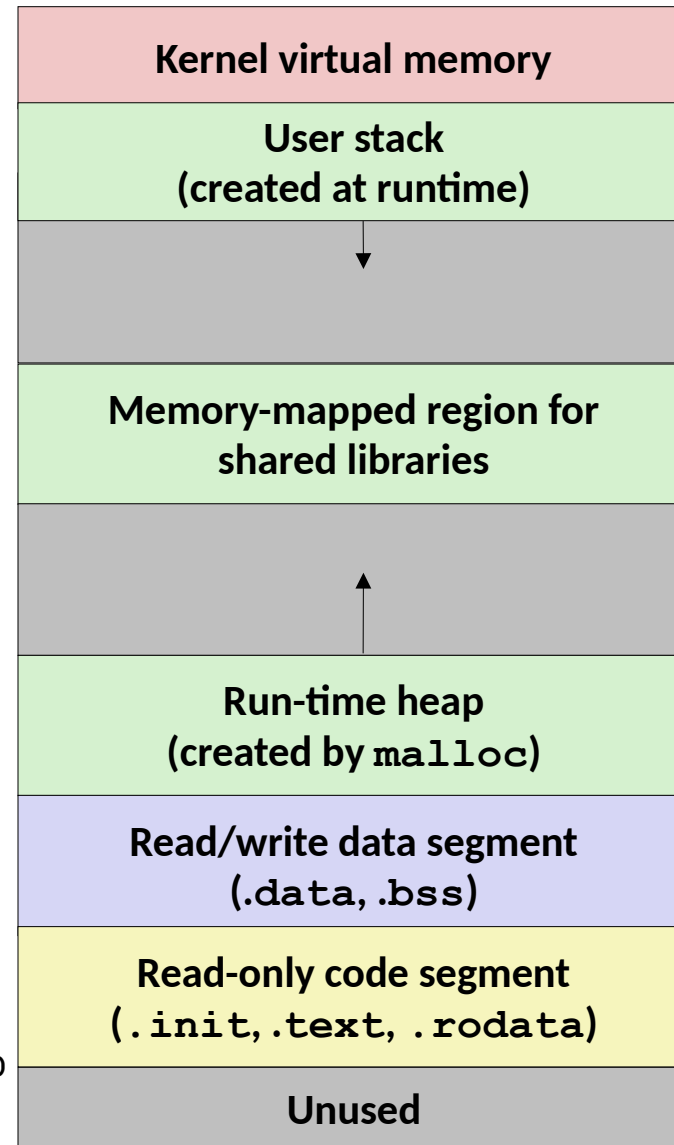 Kernel virtual memory
User stack
(created at runtime)
Memory-mapped region for
shared libraries
Run-time heap
(created by malloc)
Read/write data segment
(.data, .bss)
Read-only code segment
(.init, .text, .rodata)
Unused